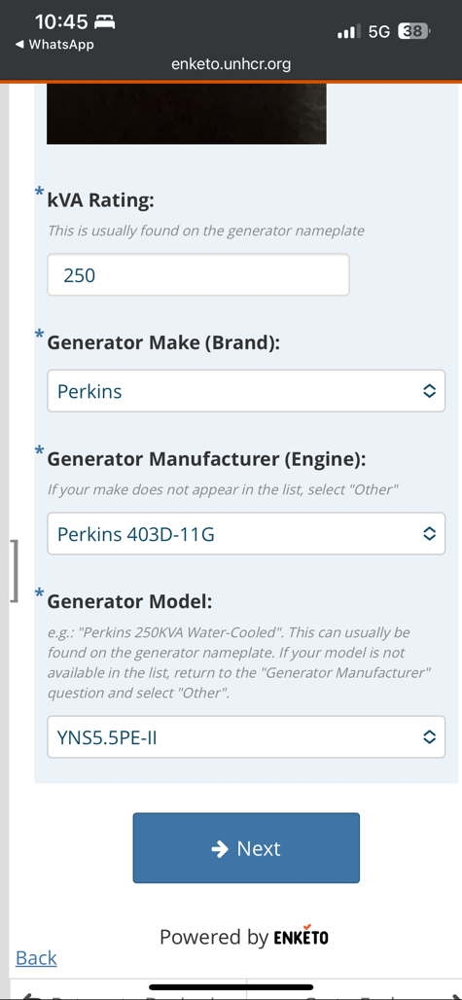 10:45
WhatsApp
5G 38
enketo.unhcr.org
* kVA Rating:
This is usually found on the generator nameplate
250
* Generator Make (Brand):
Perkins
* Generator Manufacturer (Engine):
If your make does not appear in the list, select "Other"
Perkins 403D-11G
* Generator Model:
e.g.: "Perkins 250KVA Water-Cooled". This can usually be
found on the generator nameplate. If your model is not
available in the list, return to the "Generator Manufacturer"
question and select "Other".
YNS5.5PE-II
Next
Powered by ENKETO
Back